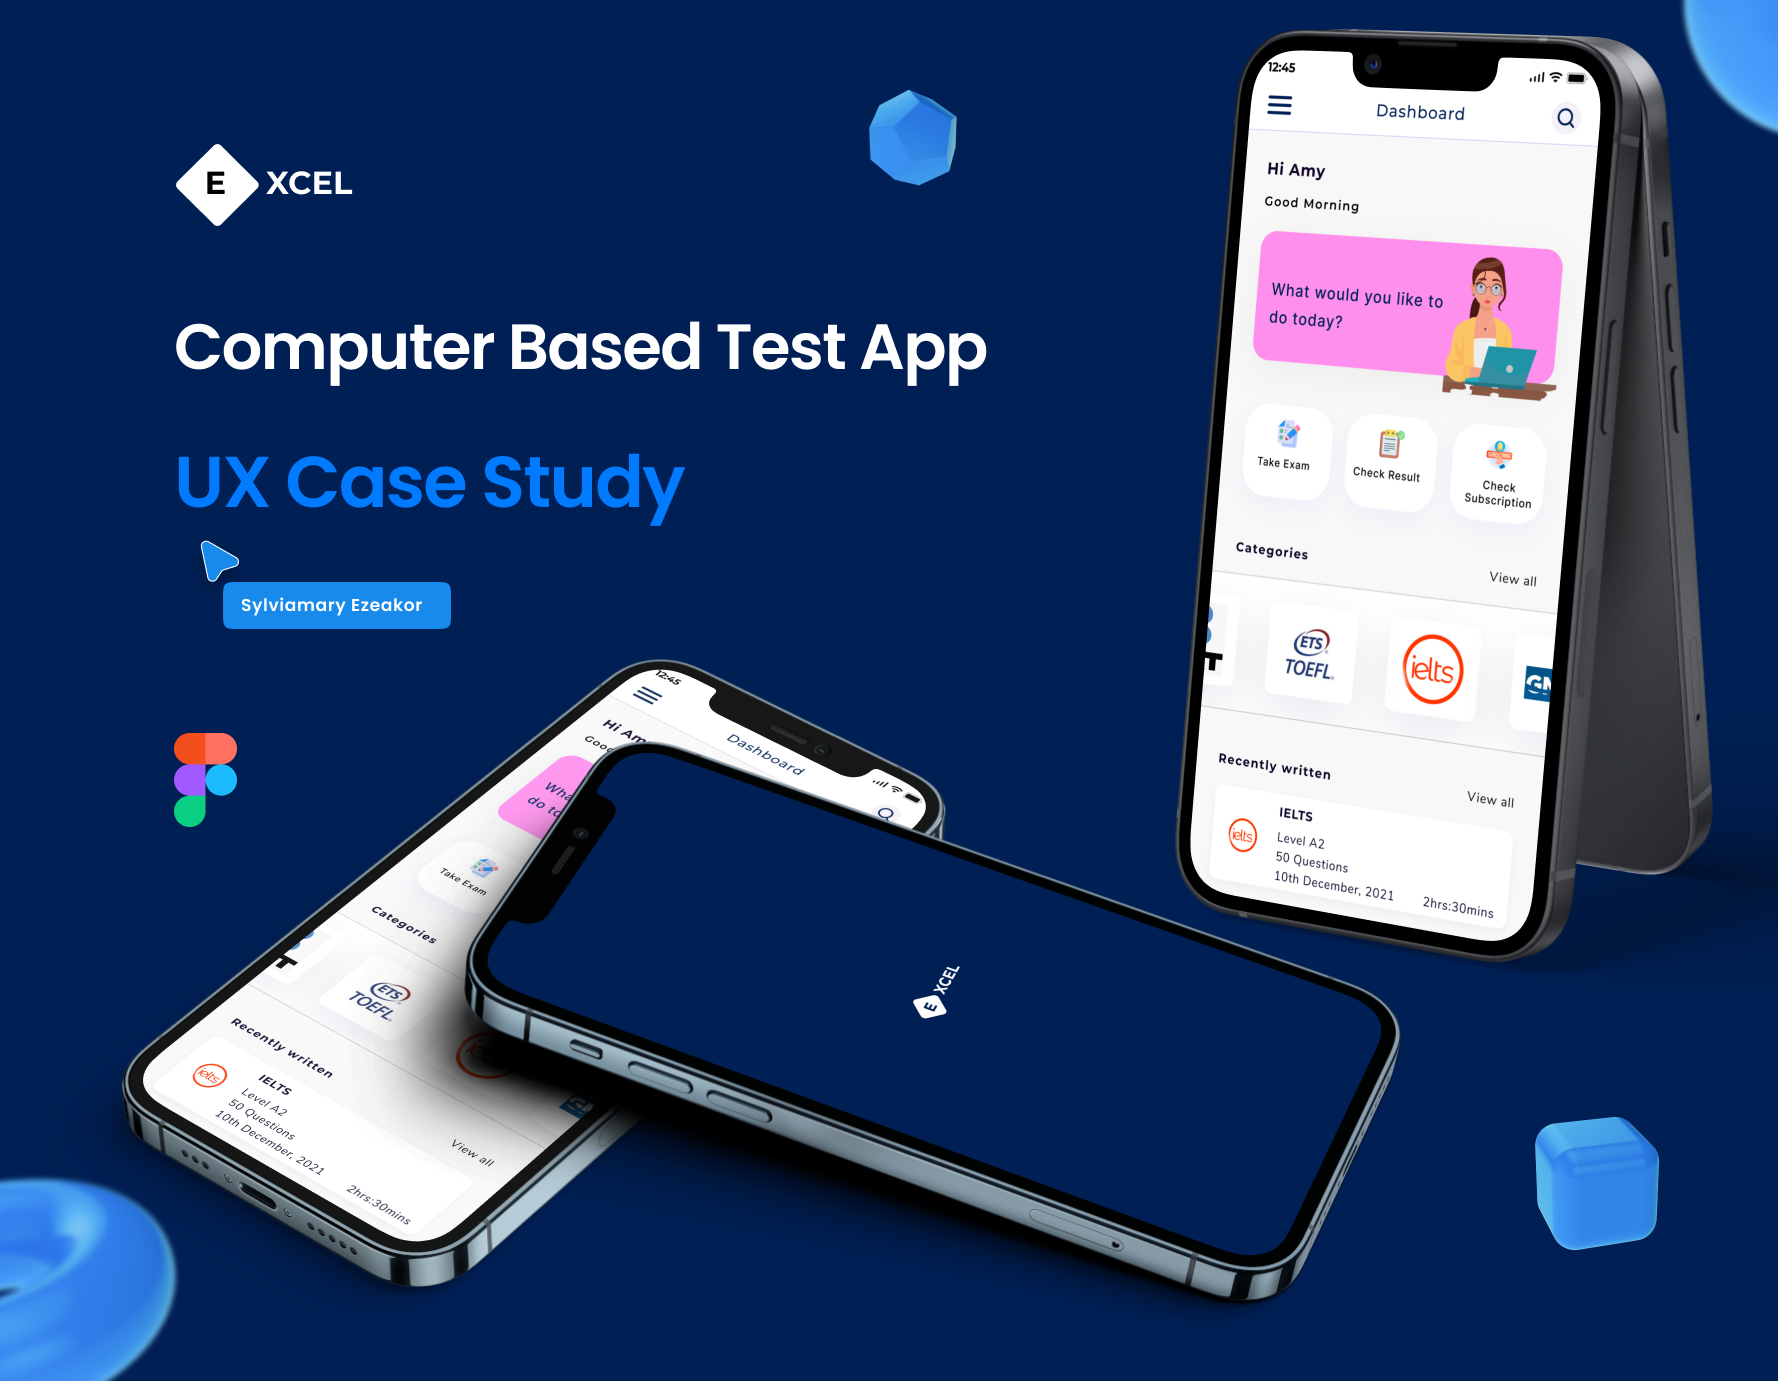 E XCEL
Computer Based Test App
UX Case Study
Sylviamary Ezeakor
12:45
Dashboard
Hi Amy
Good Morning
What would you like to
do today?
Take Exam
Check Result
SUBSCRIBE
Check
Subscription
Categories
View all
ETS
TOEFL
ielts
Recently written
View all
IELTS
ielts
Level A2
50 Questions
10th December, 2021
2hrs:30mins
12:45
Dashboard
Hi
do
Take Exam
Categories
ETS
TOEFL
Recently written
View all
ielts
IELTS
Level A2
50 Questions
10th December, 2021
2hrs:30mins
E XCEL